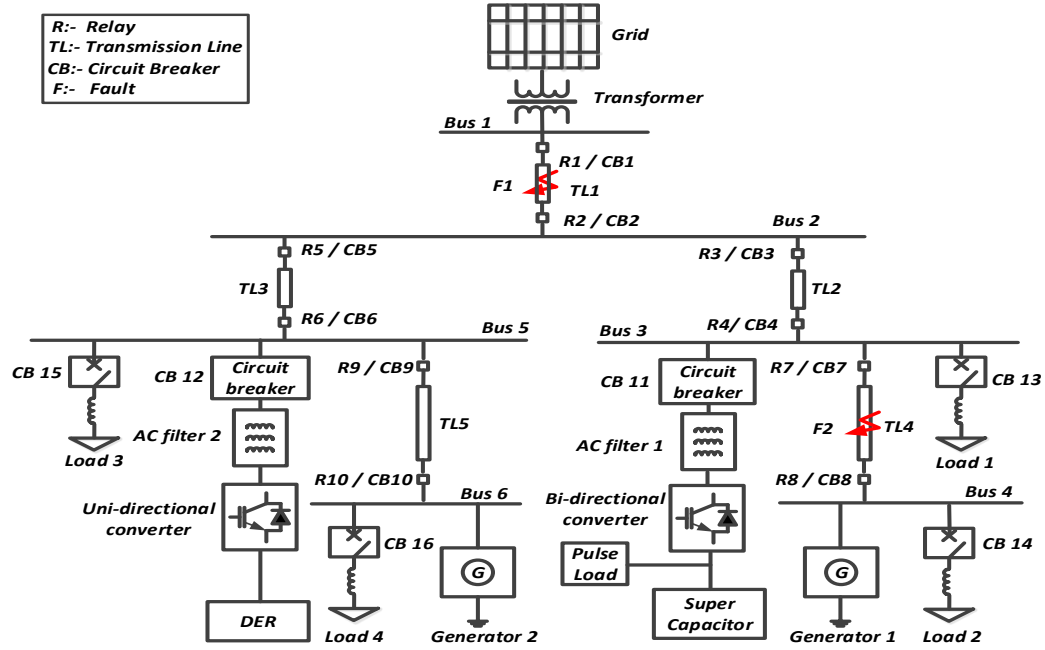 R:- Relay
TL:- Transmission Line
CB:- Circuit Breaker
F:- Fault
Grid
Transformer
Bus 1
R1 / CB1
F1
TL1
R2 / CB2
Bus 2
R5 / CB5
R3 / CB3
TL3
TL2
R6 / CB6
Bus 5
Bus 3
R4/ CB4
CB 15
CB 12
Circuit
breaker
R9 / CB9
CB 11
Circuit
breaker
R7 / CB7
CB 13
AC filter 2
TL5
AC filter 1
F2
TL4
Load 3
Load 1
R10 / CB10
R8 / CB8
Uni-directional
converter
Bus 6
Bi-directional
converter
Bus 4
CB 16
CB 14
Pulse
Load
G
G
DER
Super
Capacitor
Load 4
Generator 2
Generator 1
Load 2